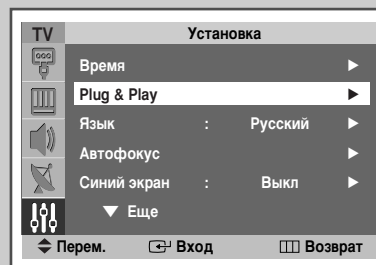 TV Установка
Время ►
Plug & Play ►
Язык : Русский ►
Автофокус ►
Синий экран : Выкл ►
▼ Еще
Перем. Вход Возврат